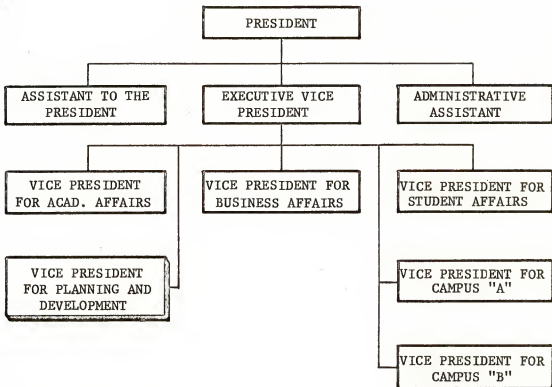 PRESIDENT
ASSISTANT TO THE
PRESIDENT
EXECUTIVE VICE
PRESIDENT
ADMINISTRATIVE
ASSISTANT
VICE PRESIDENT
FOR ACAD. AFFAIRS
VICE PRESIDENT FOR
BUSINESS AFFAIRS
VICE PRESIDENT FOR
STUDENT AFFAIRS
VICE PRESIDENT
FOR PLANNING AND
DEVELOPMENT
VICE PRESIDENT FOR
CAMPUS "A"
VICE PRESIDENT FOR
CAMPUS "B"